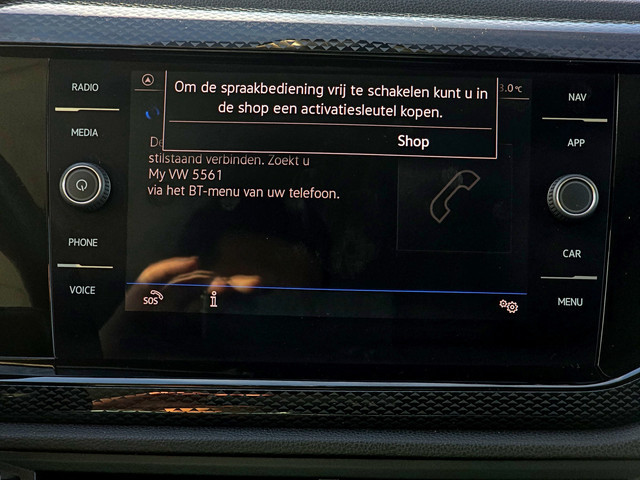 RADIO
MEDIA
PHONE
VOICE
Om de spraakbediening vrij te schakelen kunt u in
de shop een activatiesleutel kopen.
Shop
stilstaand verbinden. Zoekt u
My VW 5561
via het BT-menu van uw telefoon.
SOS
i
NAV
APP
CAR
MENU